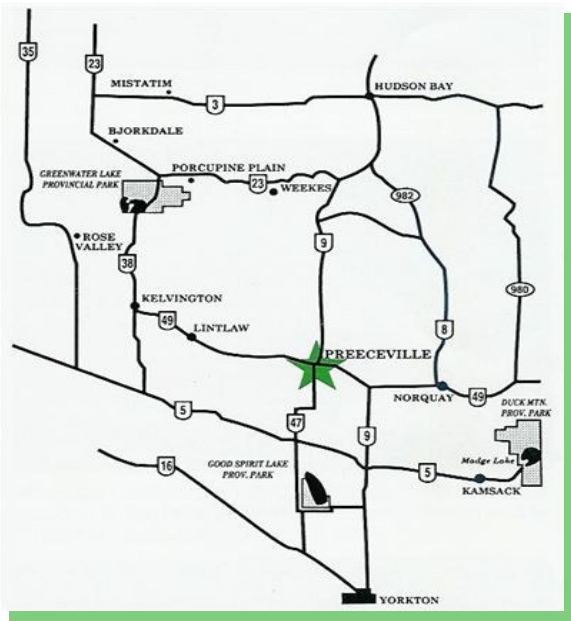 35
23
MISTATIM
3
HUDSON BAY
BJORKDALE
GREENWATER LAKE
PROVINCIAL PARK
PORCUPINE PLAIN
23
WEEKES
982
ROSE
VALLEY
9
38
980
KELVINGTON
49
LINTLAW
8
PREECEVILLE
NORQUAY
49
DUCK MTN.
PROV. PARK
5
47
9
GOOD SPIRIT LAKE
PROV. PARK
16
Madge Lake
5
KAMSACK
YORKTON